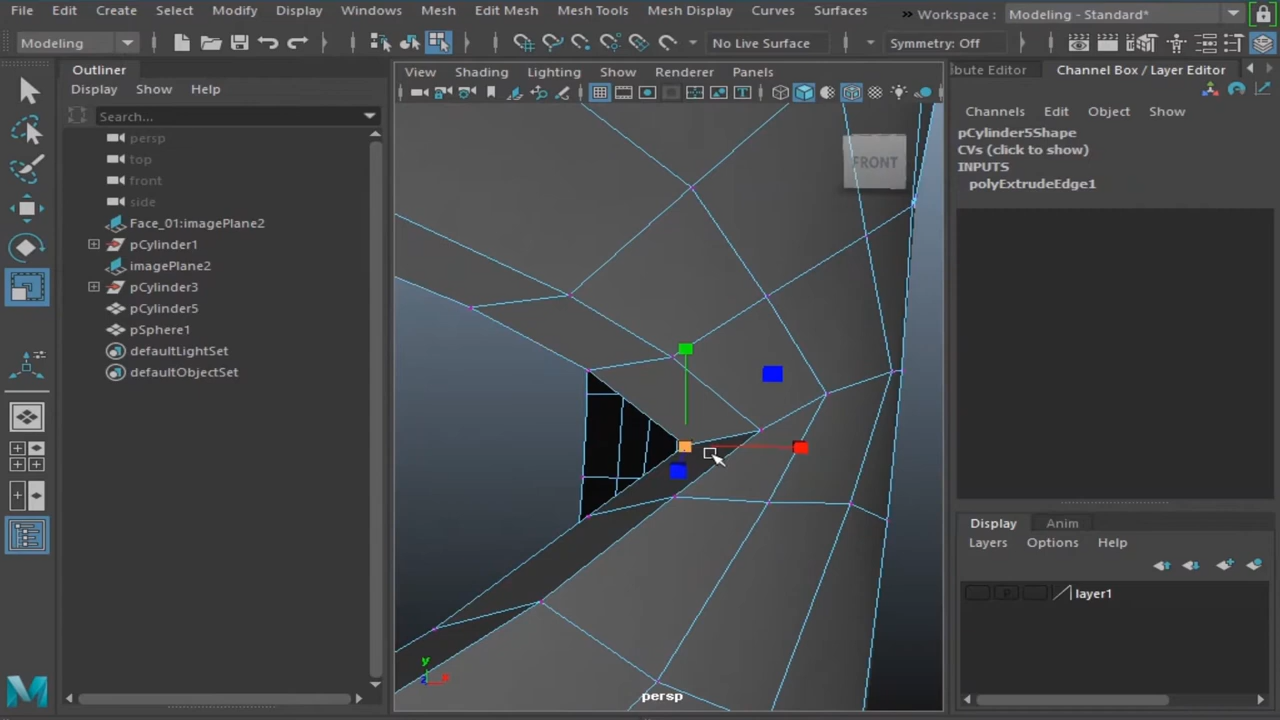 File Edit Create Select Modify Display Windows Mesh Edit Mesh Mesh Tools Mesh Display Curves Surfaces » Workspace: Modeling - Standard*
Modeling No Live Surface Symmetry: Off
Outliner
Display Show Help
Search...
persp
top
front
side
Face_01:imagePlane2
pCylinder1
imagePlane2
pCylinder3
pCylinder5
pSphere1
defaultLightSet
defaultObjectSet
View Shading Lighting Show Renderer Panels
FRONT
y
z x
persp
bute Editor Channel Box / Layer Editor
Channels Edit Object Show
pCylinder5Shape
CVs (click to show)
INPUTS
polyExtrudeEdge1
Display Anim
Layers Options Help
layer1